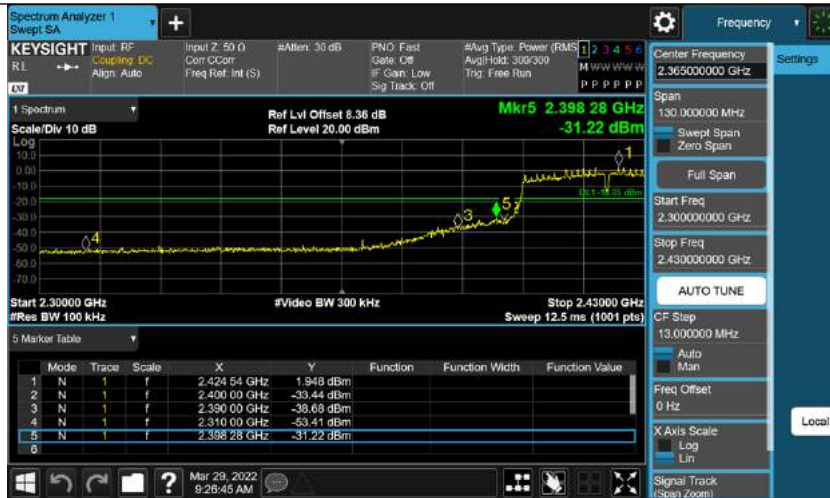 Spectrum Analyzer 1
Swept SA
+
Frequency
KEYSIGHT
RL
LXI
Input: RF
Coupling: DC
Align: Auto
Input Z: 50 Ω
Corr CCorr
Freq Ref: Int (S)
#Atten: 30 dB
PNO: Fast
Gate: Off
IF Gain: Low
Sig Track: Off
#Avg Type: Power (RMS)
Avg|Hold: 300/300
Trig: Free Run
1 2 3 4 5 6
M W W W W W
P P P P P P
1 Spectrum
Scale/Div 10 dB
Log
Ref Lvl Offset 8.36 dB
Ref Level 20.00 dBm
Mkr5 2.398 28 GHz
-31.22 dBm
10.0
0.00
-10.0
-20.0
-30.0
-40.0
-50.0
-60.0
-70.0
1
DL1 -18.05 dBm
5
3
4
Start 2.30000 GHz
#Res BW 100 kHz
#Video BW 300 kHz
Stop 2.43000 GHz
Sweep 12.5 ms (1001 pts)
5 Marker Table
Mode Trace Scale X Y Function Function Width Function Value
1 N 1 f 2.424 54 GHz 1.948 dBm
2 N 1 f 2.400 00 GHz -33.44 dBm
3 N 1 f 2.390 00 GHz -38.68 dBm
4 N 1 f 2.310 00 GHz -53.41 dBm
5 N 1 f 2.398 28 GHz -31.22 dBm
6
?
Mar 29, 2022
9:26:45 AM
Center Frequency
2.365000000 GHz
Settings
Span
130.000000 MHz
Swept Span
Zero Span
Full Span
Start Freq
2.300000000 GHz
Stop Freq
2.430000000 GHz
AUTO TUNE
CF Step
13.000000 MHz
Auto
Man
Freq Offset
0 Hz
Local
X Axis Scale
Log
Lin
Signal Track
(Span Zoom)